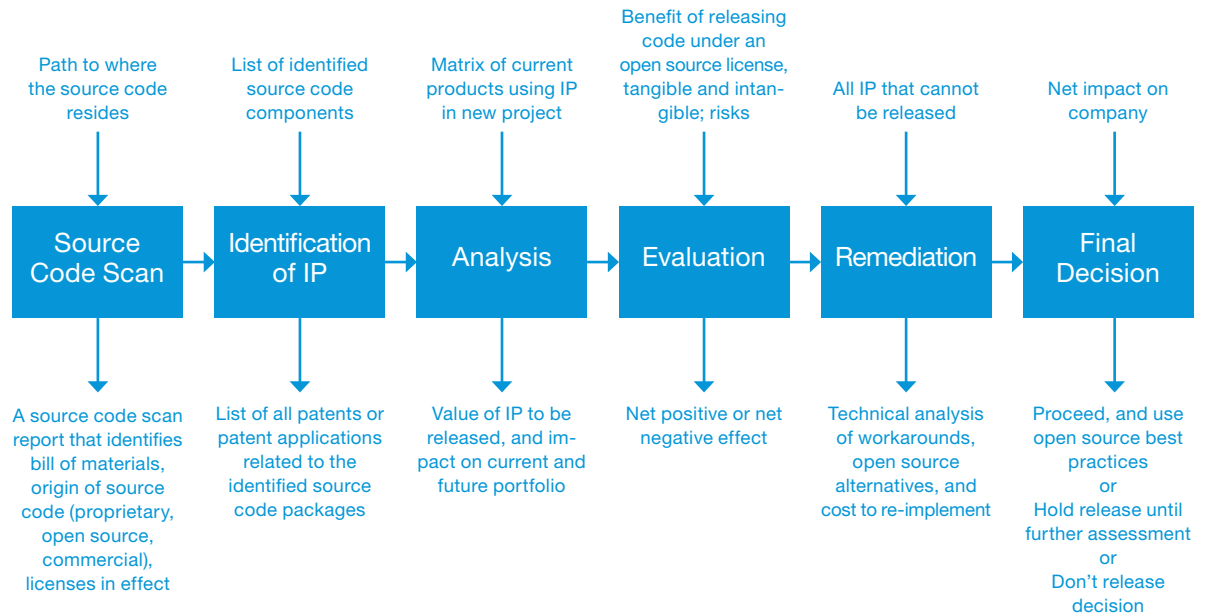 Path to where
the source code
resides
List of identified
source code
components
Matrix of current
products using IP
in new project
Benefit of releasing
code under an
open source license,
tangible and intan-
gible; risks
All IP that cannot
be released
Net impact on
company
Source
Code Scan
Identification
of IP
Analysis
Evaluation
Remediation
Final
Decision
A source code scan
report that identifies
bill of materials,
origin of source
code (proprietary,
open source,
commercial),
licenses in effect
List of all patents or
patent applications
related to the
identified source
code packages
Value of IP to be
released, and im-
pact on current and
future portfolio
Net positive or net
negative effect
Technical analysis
of workarounds,
open source
alternatives, and
cost to re-implement
Proceed, and use
open source best
practices
or
Hold release until
further assessment
or
Don’t release
decision